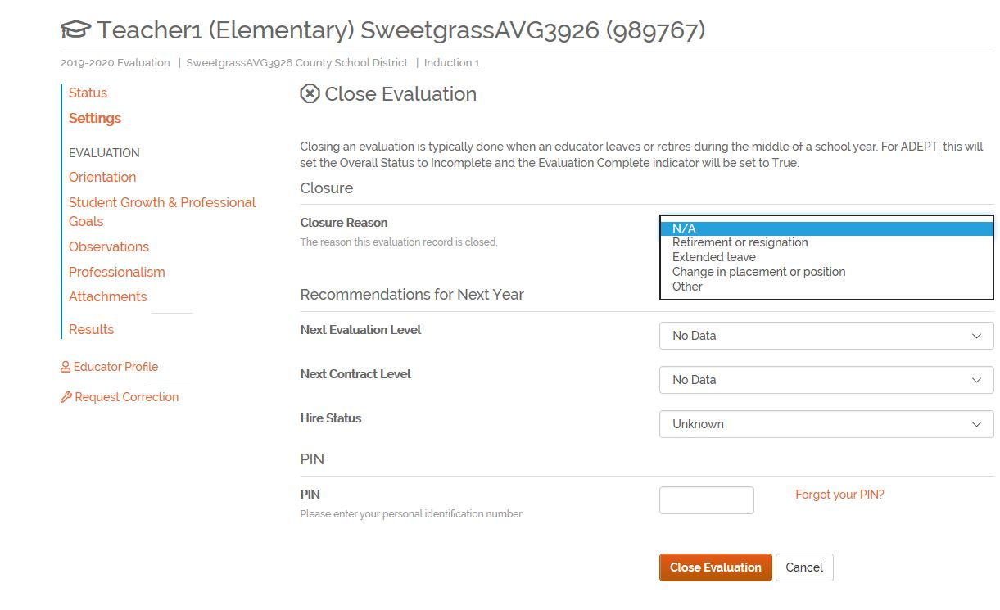 Teacher1 (Elementary) SweetgrassAVG3926 (989767)
2019-2020 Evaluation | SweetgrassAVG3926 County School District | Induction 1
Status
Settings
EVALUATION
Orientation
Student Growth & Professional
Goals
Observations
Professionalism
Attachments
Results
Educator Profile
Request Correction
Close Evaluation
Closing an evaluation is typically done when an educator leaves or retires during the middle of a school year. For ADEPT, this will
set the Overall Status to Incomplete and the Evaluation Complete indicator will be set to True.
Closure
Closure Reason
The reason this evaluation record is closed.
N/A
Retirement or resignation
Extended leave
Change in placement or position
Other
Recommendations for Next Year
Next Evaluation Level
No Data
Next Contract Level
No Data
Hire Status
Unknown
PIN
PIN
Please enter your personal identification number.
Forgot your PIN?
Close Evaluation
Cancel